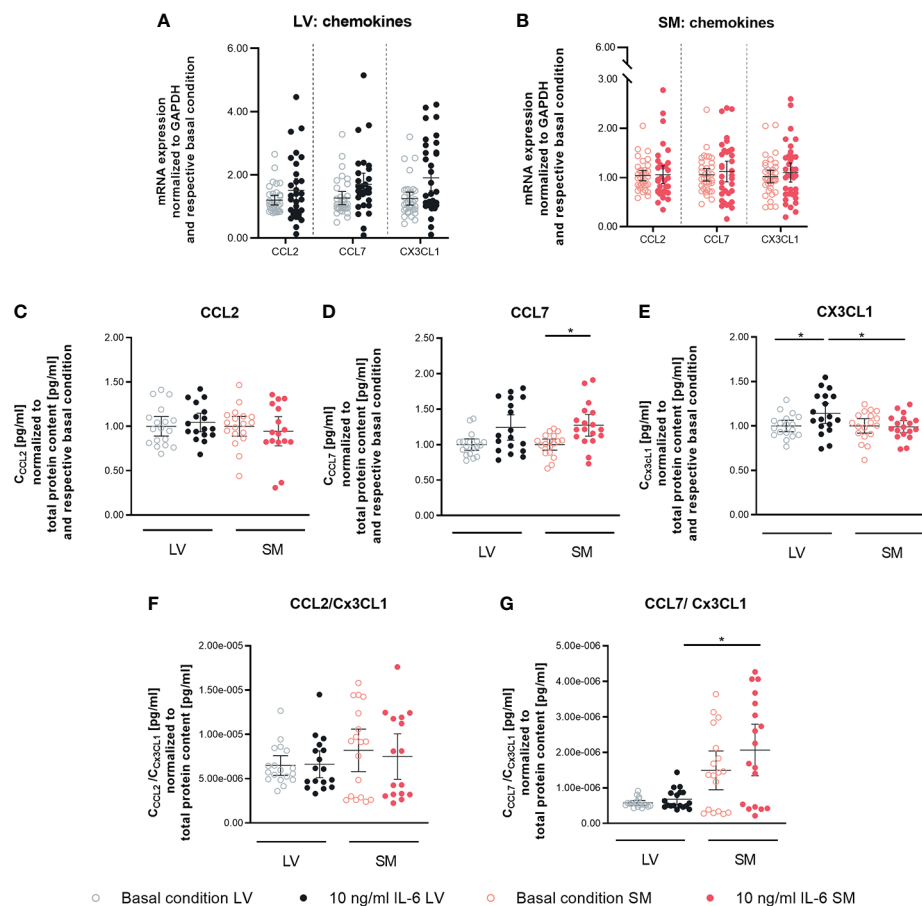 A
LV: chemokines
mRNA expression
normalized to GAPDH
and respective basal condition
6.00
4.00
2.00
0.00
CCL2
CCL7
CX3CL1
B
SM: chemokines
mRNA expression
normalized to GAPDH
and respective basal condition
6.00
3.00
2.00
1.00
0.00
CCL2
CCL7
CX3CL1
C
CCL2
CCCL2 [pg/ml]
normalized to
total protein content [pg/ml]
and respective basal condition
2.00
1.50
1.00
0.50
0.00
LV
SM
D
CCL7
CCCL7 [pg/ml]
normalized to
total protein content [pg/ml]
and respective basal condition
2.50
2.00
1.50
1.00
0.50
0.00
*
LV
SM
E
CX3CL1
CCx3cL1 [pg/ml]
normalized to
total protein content [pg/ml]
and respective basal condition
2.00
1.50
1.00
0.50
0.00
*
*
LV
SM
F
CCL2/Cx3CL1
CCCL2 /CCx3CL1 [pg/ml]
normalized to
total protein content [pg/ml]
2.00e-005
1.50e-005
1.00e-005
5.00e-006
0.00
LV
SM
G
CCL7/ Cx3CL1
CCCL7 /CCx3CL1 [pg/ml]
normalized to
total protein content [pg/ml]
5.00e-006
4.00e-006
3.00e-006
2.00e-006
1.00e-006
0.00
*
LV
SM
Basal condition LV
10 ng/ml IL-6 LV
Basal condition SM
10 ng/ml IL-6 SM